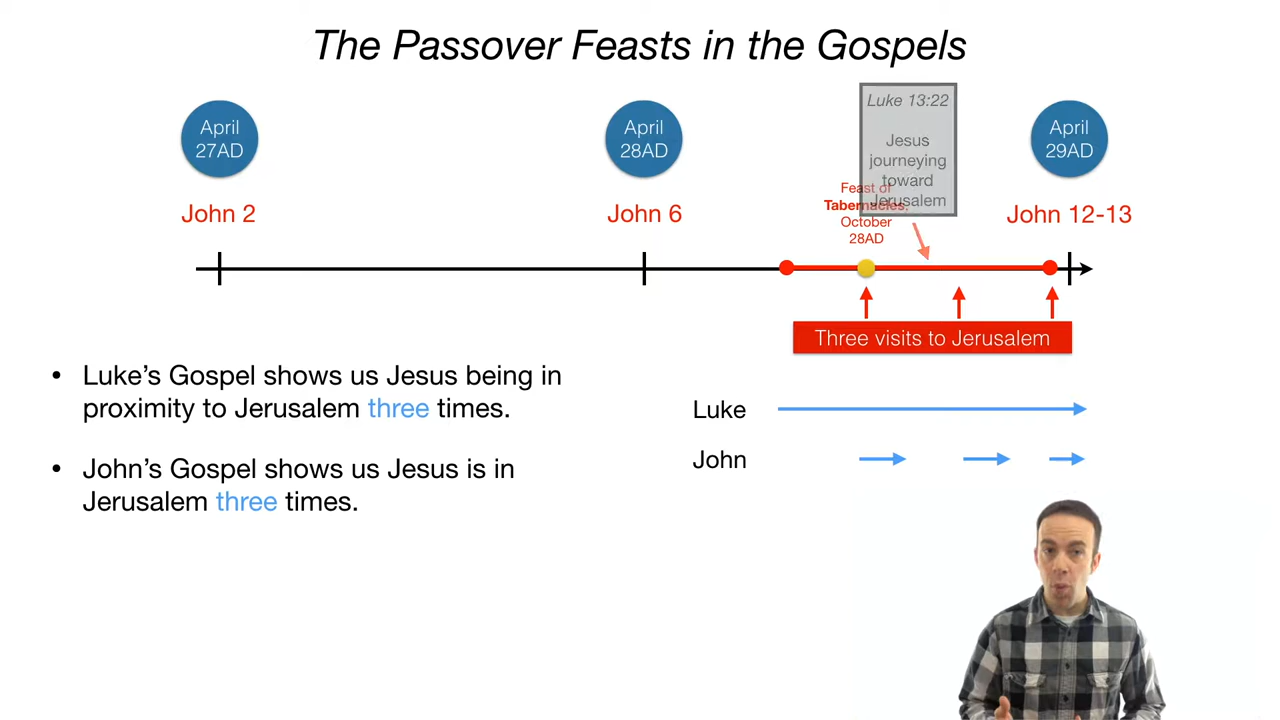 The Passover Feasts in the Gospels
April
27AD
April
28AD
Luke 13:22
Jesus
journeying
toward
Jerusalem
April
29AD
Feast of
Tabernacles,
October
28AD
John 2
John 6
John 12-13
Three visits to Jerusalem
• Luke’s Gospel shows us Jesus being in
proximity to Jerusalem three times.
• John’s Gospel shows us Jesus is in
Jerusalem three times.
Luke
John